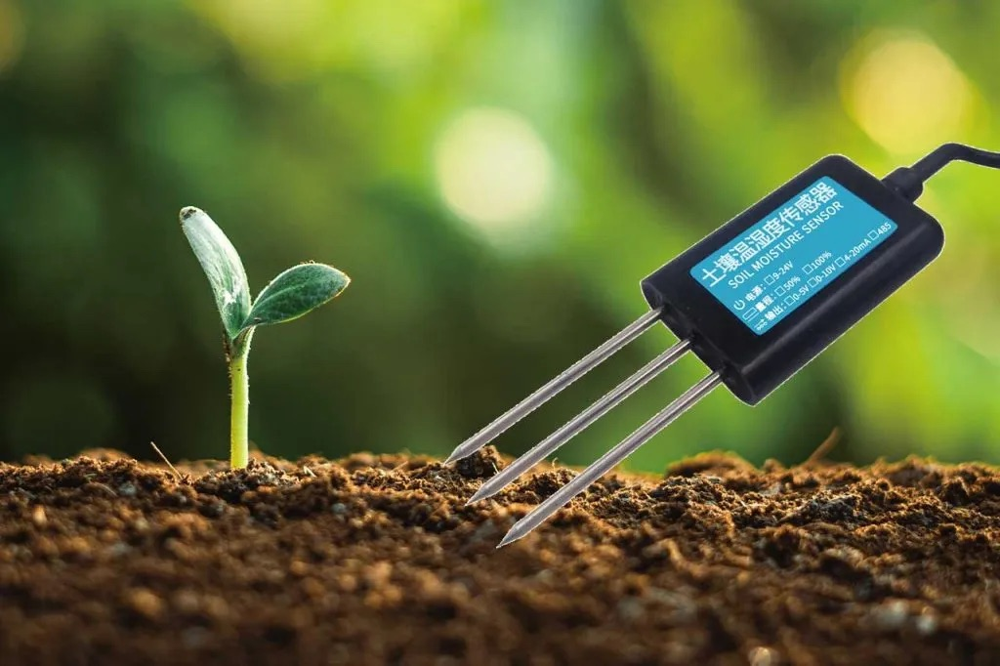 土壤温湿度传感器
SOIL MOISTURE SENSOR
电源：□9-24V
量程：□50% □100%
输出：□0-5V □0-10V □4-20mA □485